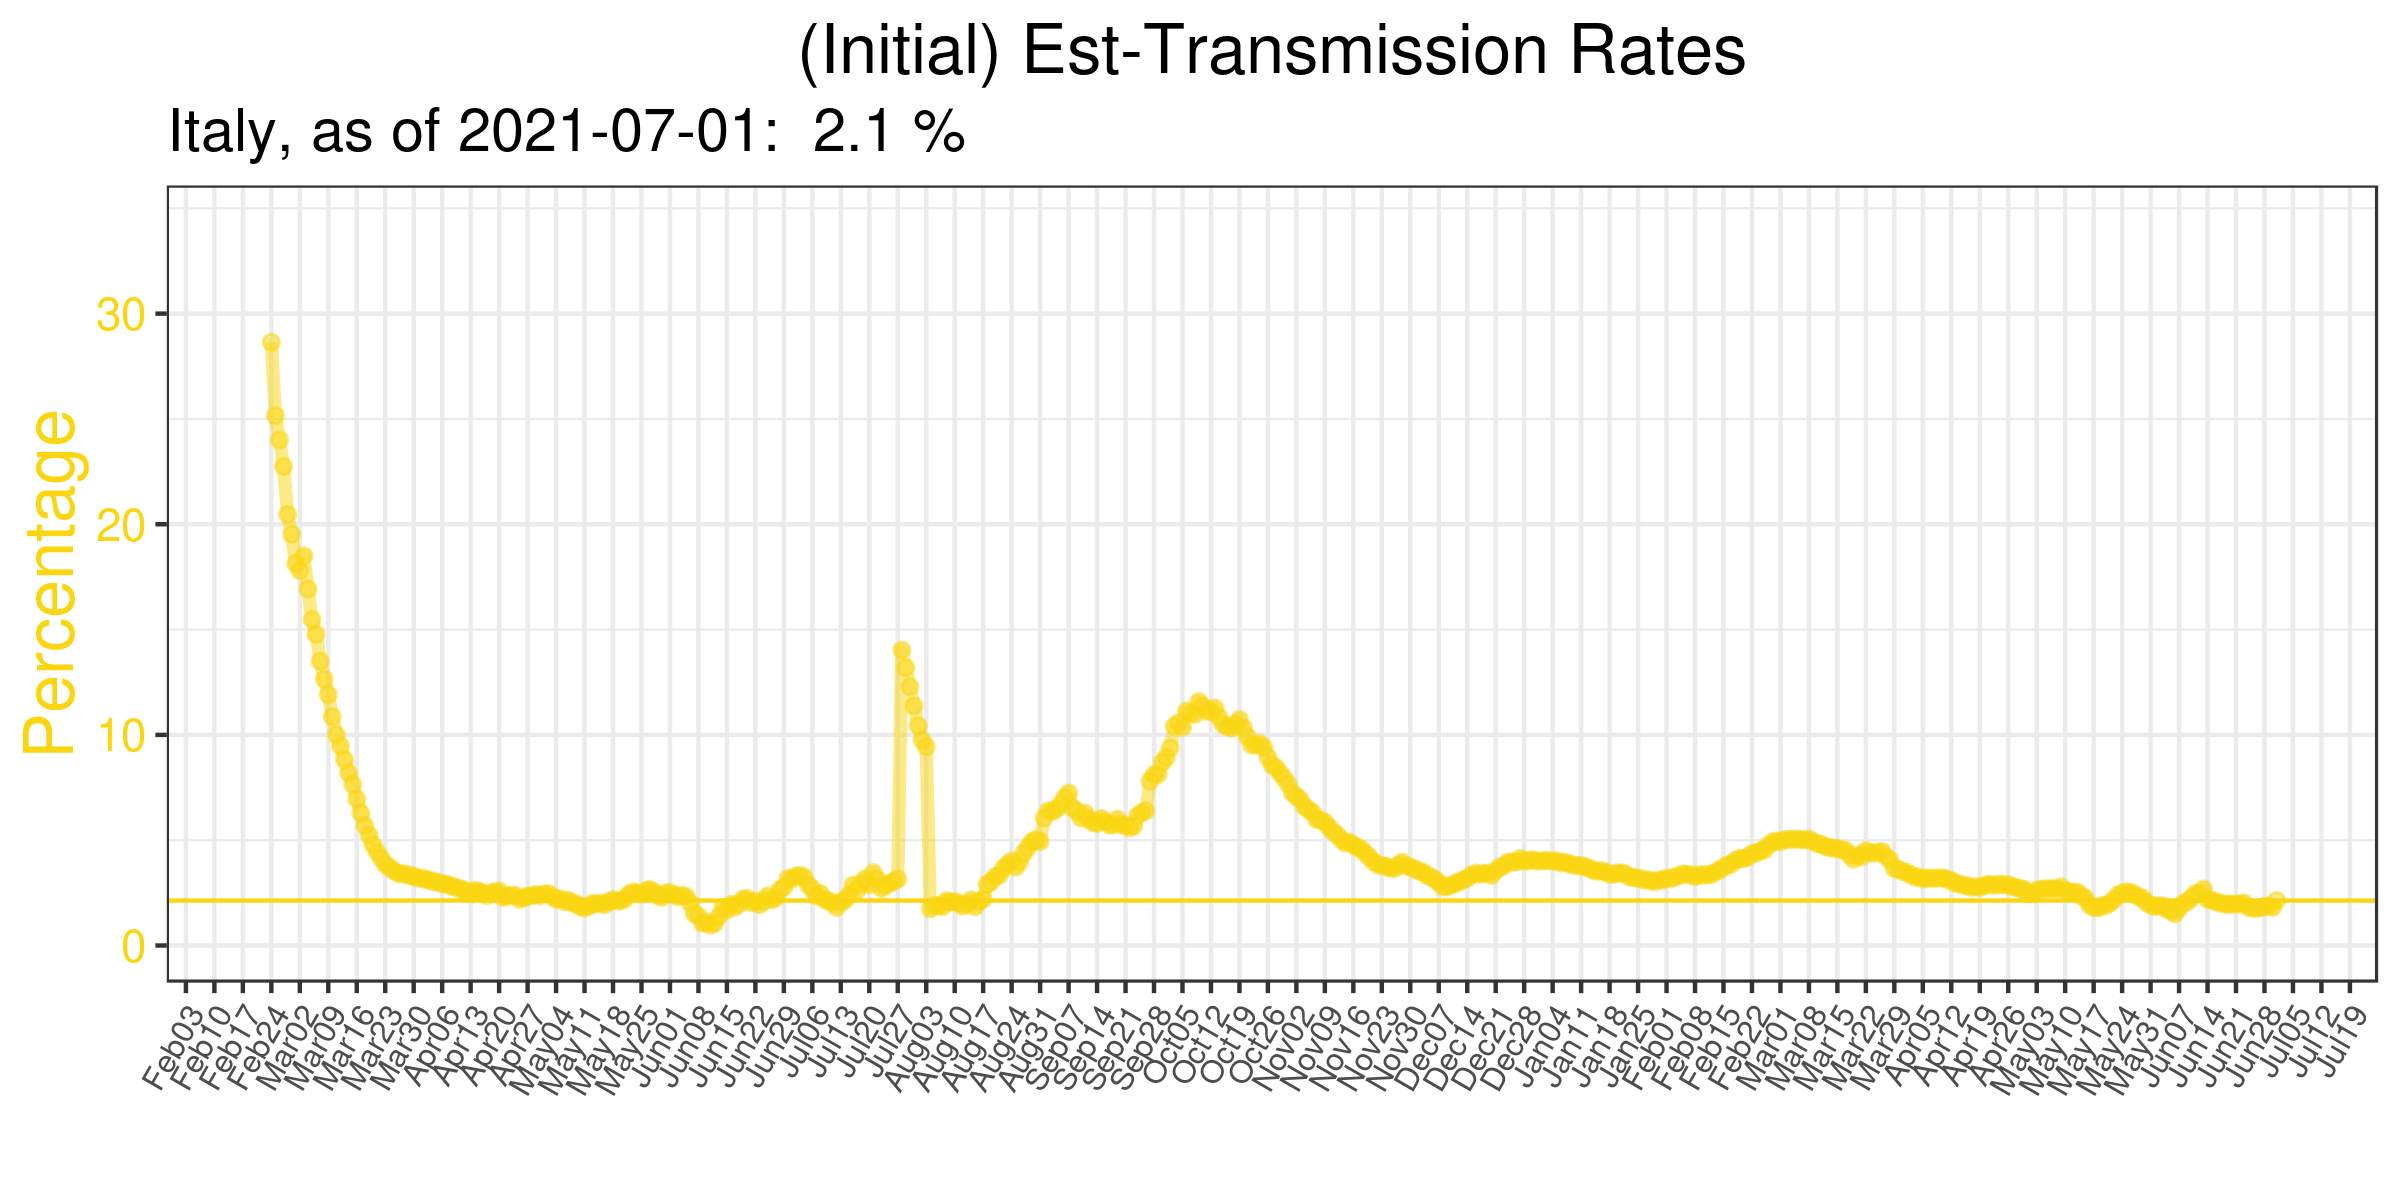 (Initial) Est-Transmission Rates
Italy, as of 2021-07-01:  2.1 %
Percentage
30
20
10
0
Feb03
Feb10
Feb17
Feb24
Mar02
Mar09
Mar16
Mar23
Mar30
Apr06
Apr13
Apr20
Apr27
May04
May11
May18
May25
Jun01
Jun08
Jun15
Jun22
Jun29
Jul06
Jul13
Jul20
Jul27
Aug03
Aug10
Aug17
Aug24
Aug31
Sep07
Sep14
Sep21
Sep28
Oct05
Oct12
Oct19
Oct26
Nov02
Nov09
Nov16
Nov23
Nov30
Dec07
Dec14
Dec21
Dec28
Jan04
Jan11
Jan18
Jan25
Feb01
Feb08
Feb15
Feb22
Mar01
Mar08
Mar15
Mar22
Mar29
Apr05
Apr12
Apr19
Apr26
May03
May10
May17
May24
May31
Jun07
Jun14
Jun21
Jun28
Jul05
Jul12
Jul19